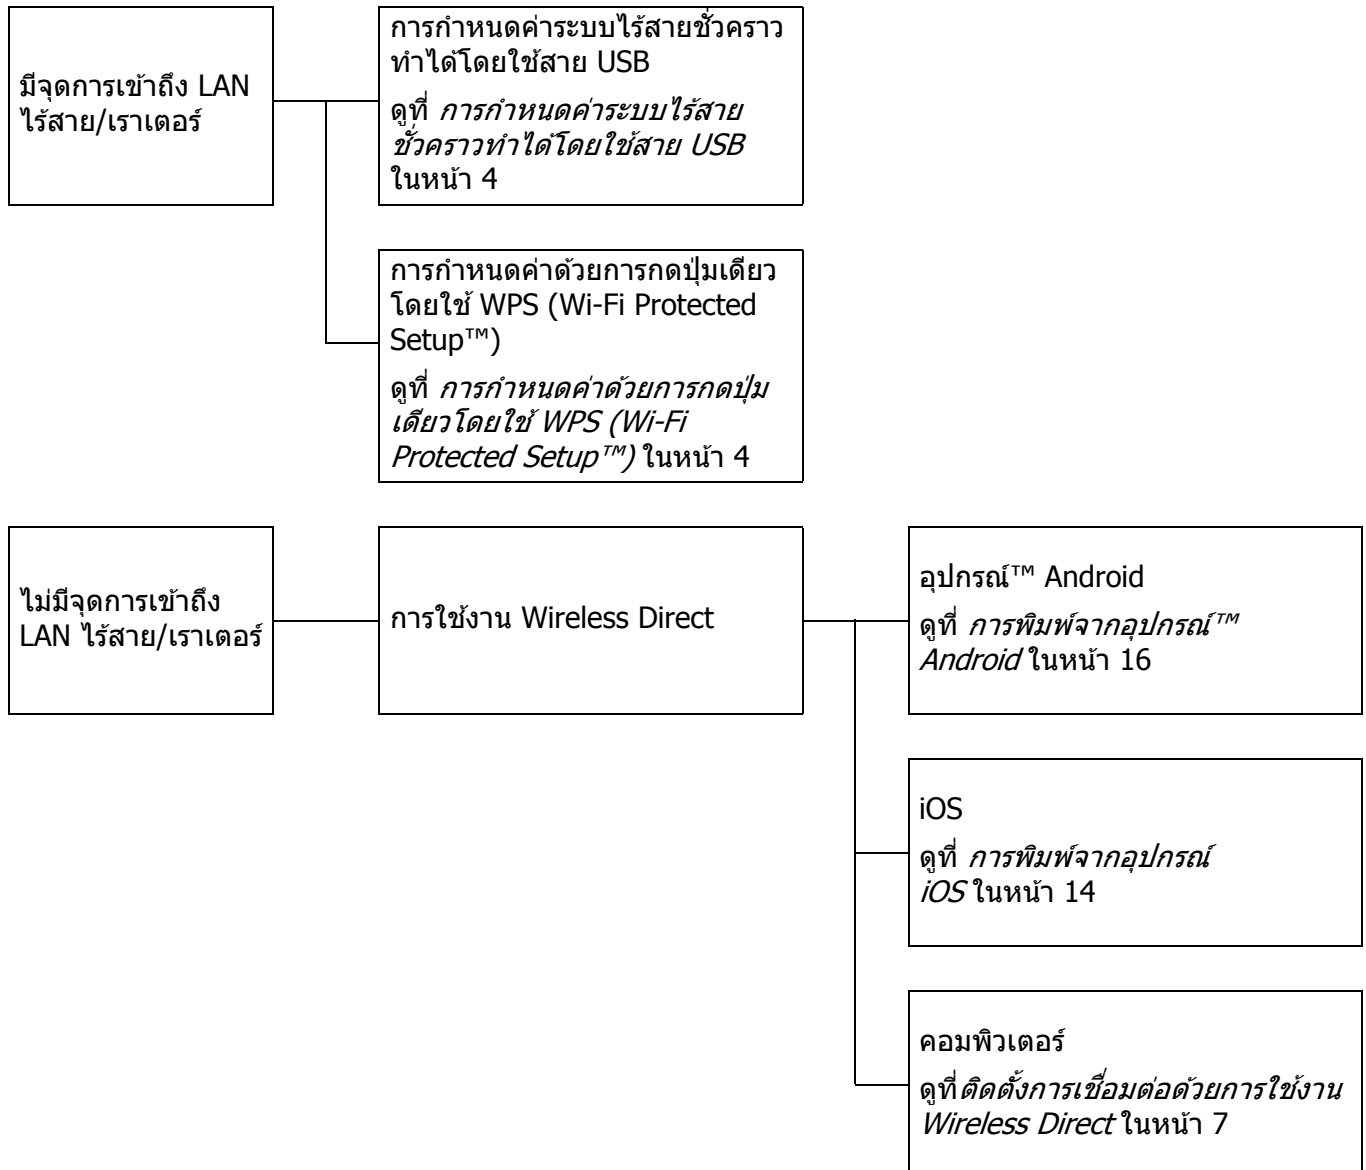 มีจุดการเข้าถึง LAN
ไร้สาย/เราเตอร์
การกำหนดค่าระบบไร้สายชั่วคราว
ทำได้โดยใช้สาย USB
ดูที่ การกำหนดค่าระบบไร้สาย
ชั่วคราวทำได้โดยใช้สาย USB
ในหน้า 4
การกำหนดค่าด้วยการกดปุ่มเดียว
โดยใช้ WPS (Wi-Fi Protected
Setup™)
ดูที่ การกำหนดค่าด้วยการกดปุ่ม
เดียวโดยใช้ WPS (Wi-Fi
Protected Setup™) ในหน้า 4
ไม่มีจุดการเข้าถึง
LAN ไร้สาย/เราเตอร์
การใช้งาน Wireless Direct
อุปกรณ์™ Android
ดูที่ การพิมพ์จากอุปกรณ์™
Android ในหน้า 16
iOS
ดูที่ การพิมพ์จากอุปกรณ์
iOS ในหน้า 14
คอมพิวเตอร์
ดูที่ติดตั้งการเชื่อมต่อด้วยการใช้งาน
Wireless Direct ในหน้า 7